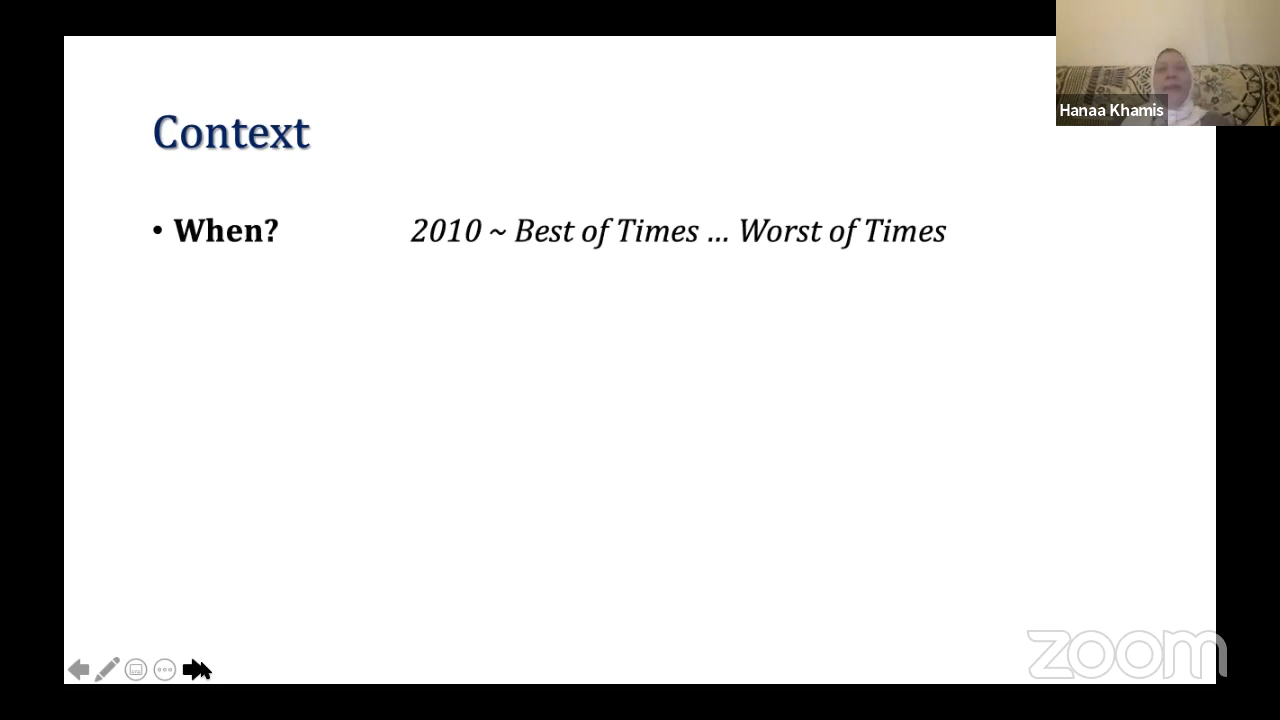 Hanaa Khamis
Context
• When? 2010 ~ Best of Times ... Worst of Times
zoom